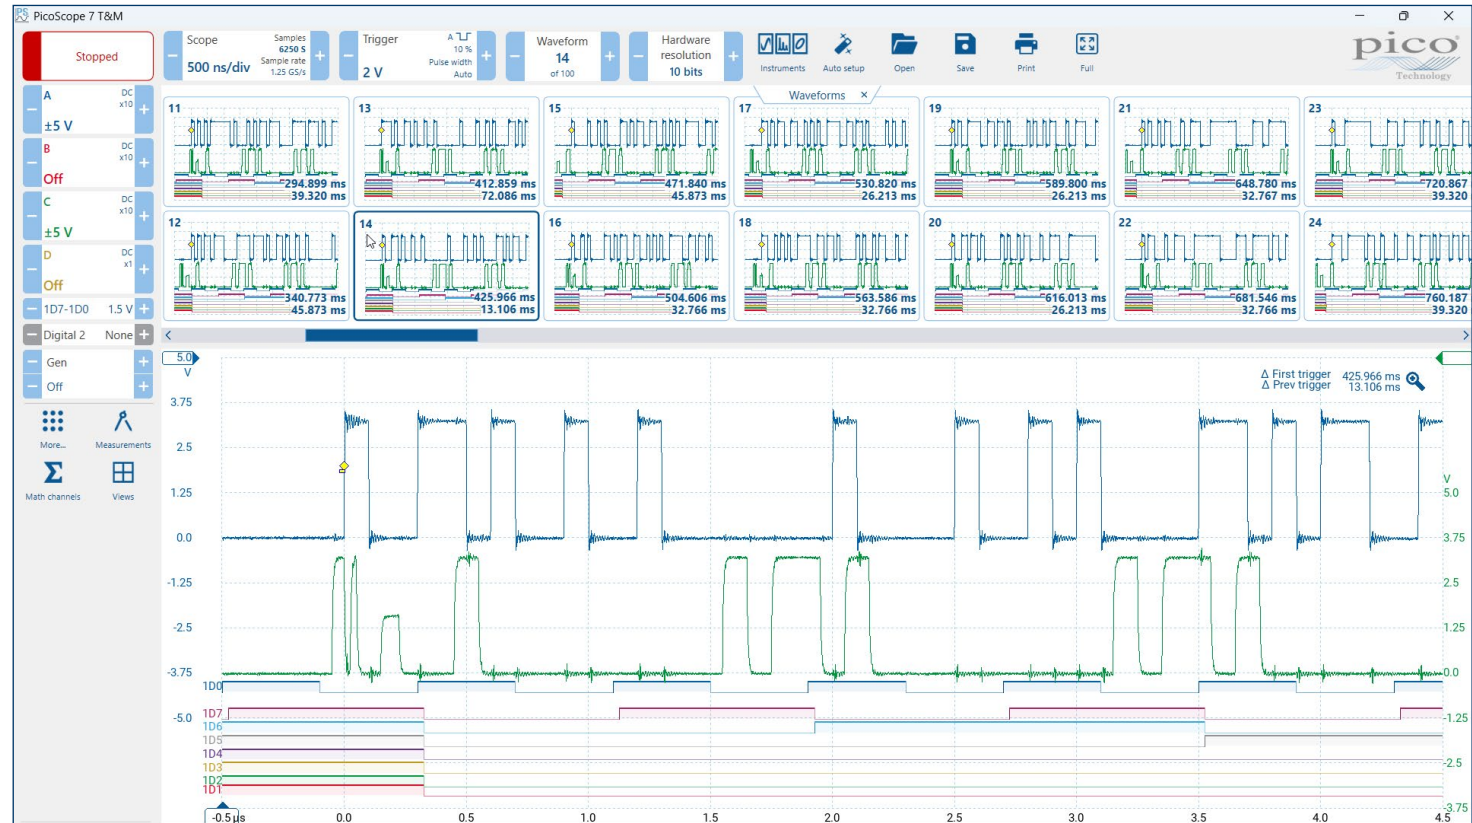 PicoScope 7 T&M
Stopped
Scope
500 ns/div
Samples
6250 S
Sample rate
1.25 GS/s
Trigger
2 V
A
10 %
Pulse width
Auto
Waveform
14
of 100
Hardware
resolution
10 bits
Instruments
Auto setup
Open
Save
Print
Full
pico
Technology
A
DC
x10
±5 V
B
DC
x10
Off
C
DC
x10
±5 V
D
DC
x1
Off
1D7-1D0 1.5 V
Digital 2 None
Gen
Off
More...
Measurements
Math channels
Views
Waveforms ×
11
294.899 ms
39.320 ms
13
412.859 ms
72.086 ms
15
471.840 ms
45.873 ms
17
530.820 ms
26.213 ms
19
589.800 ms
26.213 ms
21
648.780 ms
32.767 ms
23
720.867
39.320
12
340.773 ms
45.873 ms
14
425.966 ms
13.106 ms
16
504.606 ms
32.766 ms
18
563.586 ms
32.766 ms
20
616.013 ms
26.213 ms
22
681.546 ms
32.766 ms
24
760.187
39.320
Δ First trigger 425.966 ms
Δ Prev trigger 13.106 ms
5.0
V
3.75
2.5
1.25
0.0
-1.25
-2.5
-3.75
-5.0
V
5.0
3.75
2.5
1.25
0.0
-1.25
-2.5
-3.75
1D0
1D7
1D6
1D5
1D4
1D3
1D2
1D1
-0.5 µs 0.0 0.5 1.0 1.5 2.0 2.5 3.0 3.5 4.0 4.5